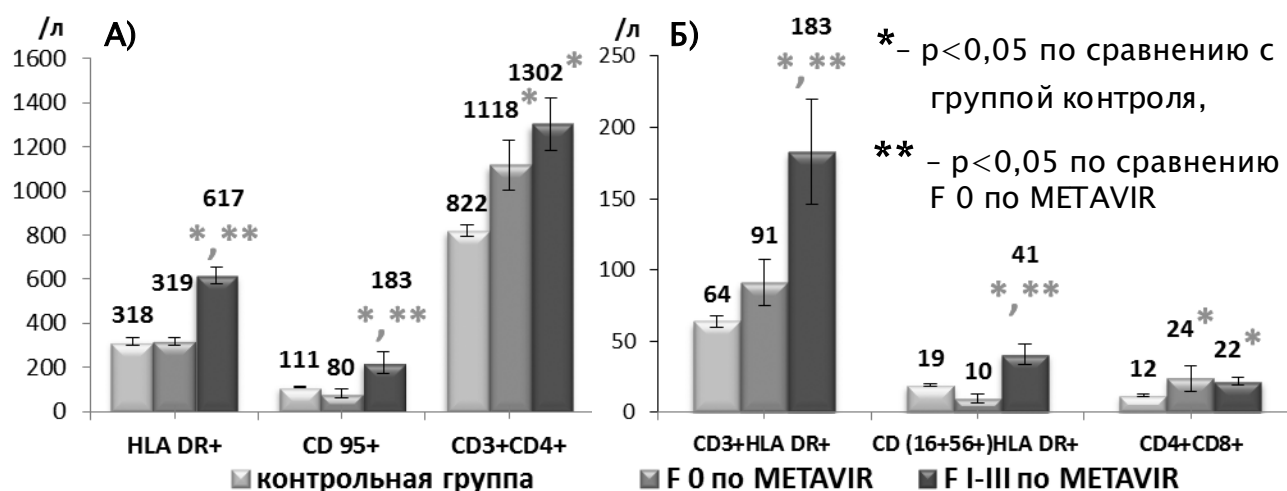 /л
А)
1600
1400
1200
1000
800
600
400
200
0
318
319
617
*,**
111
80
183
*,**
822
1118
*
1302
*
HLA DR+
CD 95+
CD3+CD4+
/л
Б)
250
200
150
100
50
0
64
91
183
*,**
19
10
41
*,**
12
24
*
22
*
CD3+HLA DR+
CD (16+56+)HLA DR+
CD4+CD8+
*– p<0,05 по сравнению с
группой контроля,
** – p<0,05 по сравнению
F 0 по METAVIR
контрольная группа
F 0 по METAVIR
F I-III по METAVIR